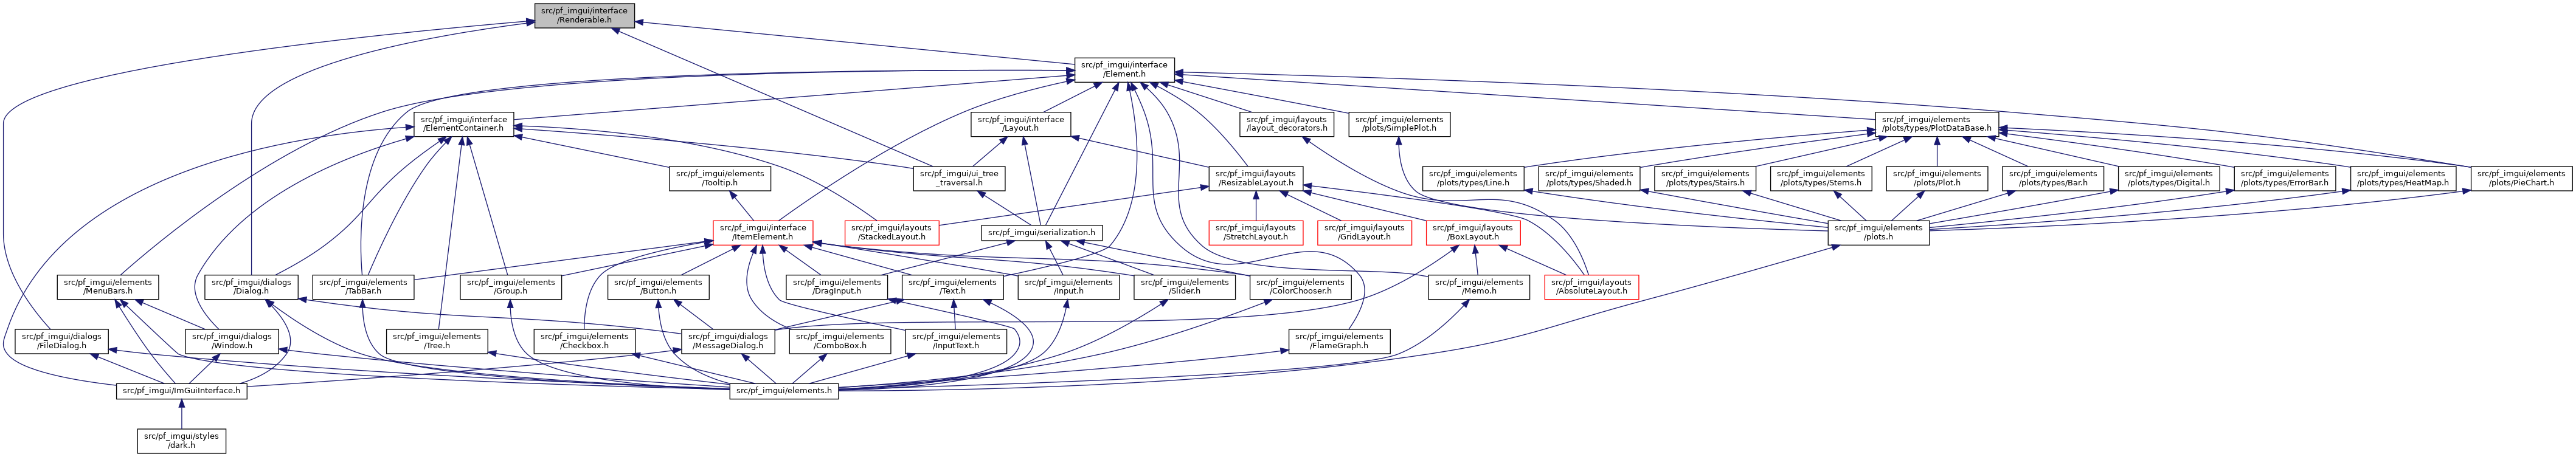 src/pf_imgui/interface
/Renderable.h
src/pf_imgui/interface
/Element.h
src/pf_imgui/interface
/ElementContainer.h
src/pf_imgui/interface
/Layout.h
src/pf_imgui/layouts
/layout_decorators.h
src/pf_imgui/elements
/plots/SimplePlot.h
src/pf_imgui/elements
/plots/types/PlotDataBase.h
src/pf_imgui/elements
/Tooltip.h
src/pf_imgui/ui_tree
_traversal.h
src/pf_imgui/layouts
/ResizableLayout.h
src/pf_imgui/elements
/plots/types/Line.h
src/pf_imgui/elements
/plots/types/Shaded.h
src/pf_imgui/elements
/plots/types/Stairs.h
src/pf_imgui/elements
/plots/types/Stems.h
src/pf_imgui/elements
/plots/Plot.h
src/pf_imgui/elements
/plots/types/Bar.h
src/pf_imgui/elements
/plots/types/Digital.h
src/pf_imgui/elements
/plots/types/ErrorBar.h
src/pf_imgui/elements
/plots/types/HeatMap.h
src/pf_imgui/elements
/plots/PieChart.h
src/pf_imgui/interface
/ItemElement.h
src/pf_imgui/layouts
/StackedLayout.h
src/pf_imgui/serialization.h
src/pf_imgui/layouts
/StretchLayout.h
src/pf_imgui/layouts
/GridLayout.h
src/pf_imgui/layouts
/BoxLayout.h
src/pf_imgui/elements
/plots.h
src/pf_imgui/elements
/MenuBars.h
src/pf_imgui/dialogs
/Dialog.h
src/pf_imgui/elements
/TabBar.h
src/pf_imgui/elements
/Group.h
src/pf_imgui/elements
/Button.h
src/pf_imgui/elements
/DragInput.h
src/pf_imgui/elements
/Text.h
src/pf_imgui/elements
/Input.h
src/pf_imgui/elements
/Slider.h
src/pf_imgui/elements
/ColorChooser.h
src/pf_imgui/elements
/Memo.h
src/pf_imgui/layouts
/AbsoluteLayout.h
src/pf_imgui/dialogs
/FileDialog.h
src/pf_imgui/dialogs
/Window.h
src/pf_imgui/elements
/Tree.h
src/pf_imgui/elements
/Checkbox.h
src/pf_imgui/dialogs
/MessageDialog.h
src/pf_imgui/elements
/ComboBox.h
src/pf_imgui/elements
/InputText.h
src/pf_imgui/elements
/FlameGraph.h
src/pf_imgui/ImGuiInterface.h
src/pf_imgui/elements.h
src/pf_imgui/styles
/dark.h